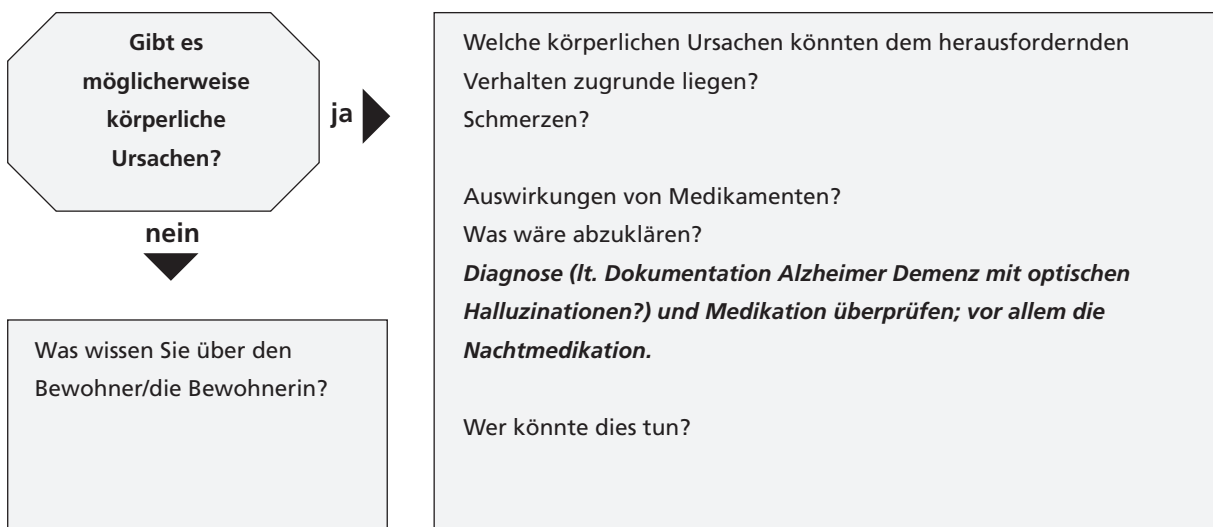 Gibt es
möglicherweise
körperliche
Ursachen?
ja
nein
Was wissen Sie über den
Bewohner/die Bewohnerin?
Welche körperlichen Ursachen könnten dem herausfordernden
Verhalten zugrunde liegen?
Schmerzen?
Auswirkungen von Medikamenten?
Was wäre abzuklären?
Diagnose (lt. Dokumentation Alzheimer Demenz mit optischen
Halluzinationen?) und Medikation überprüfen; vor allem die
Nachtmedikation.
Wer könnte dies tun?